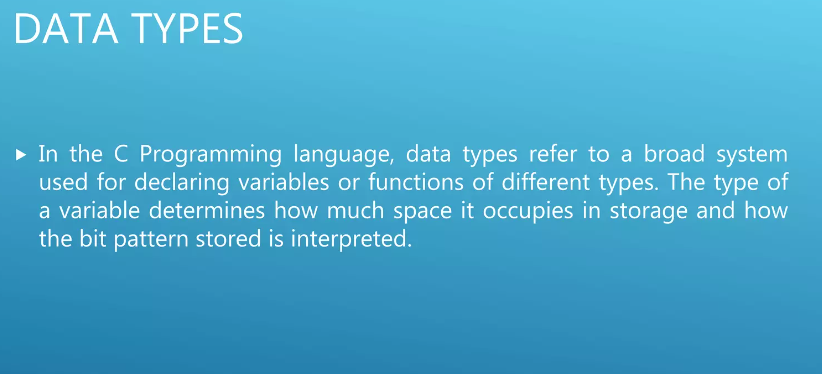 DATA TYPES
In the C Programming language, data types refer to a broad system
used for declaring variables or functions of different types. The type of
a variable determines how much space it occupies in storage and how
the bit pattern stored is interpreted.